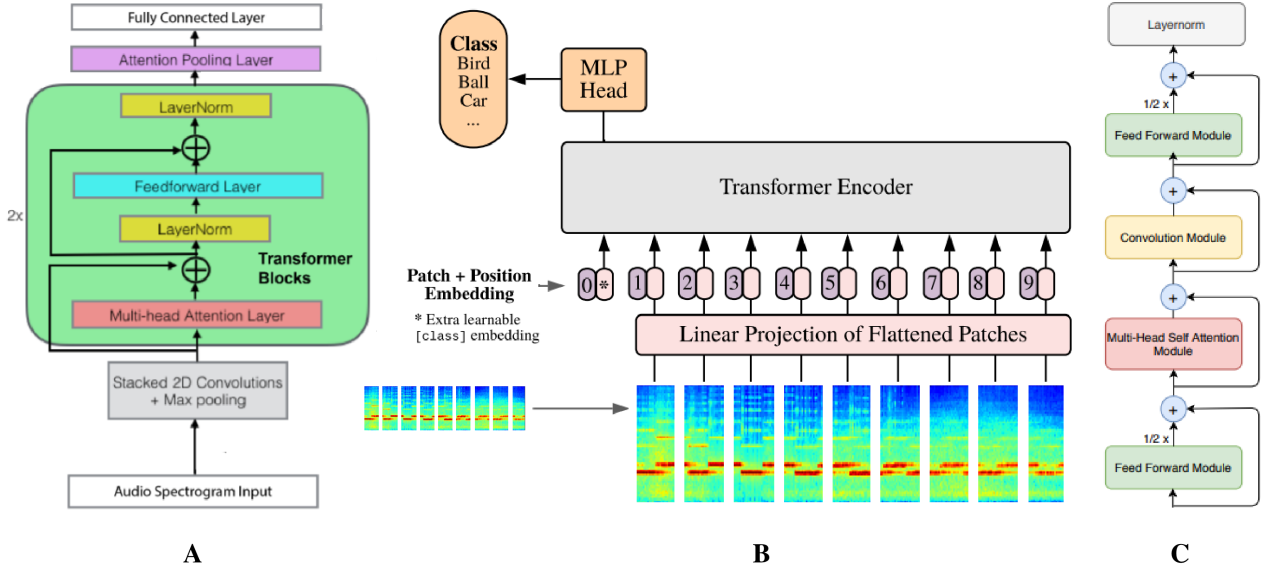 Fully Connected Layer
Attention Pooling Layer
LayerNorm
Feedforward Layer
2x
LayerNorm
Transformer
Blocks
Multi-head Attention Layer
Stacked 2D Convolutions
+ Max pooling
Audio Spectrogram Input
A
Class
Bird
Ball
Car
...
MLP
Head
Transformer Encoder
Patch + Position
Embedding
* Extra learnable
[class] embedding
0 * 1 2 3 4 5 6 7 8 9
Linear Projection of Flattened Patches
B
Layernorm
+
1/2 x
Feed Forward Module
+
Convolution Module
+
Multi-Head Self Attention
Module
+
1/2 x
Feed Forward Module
C